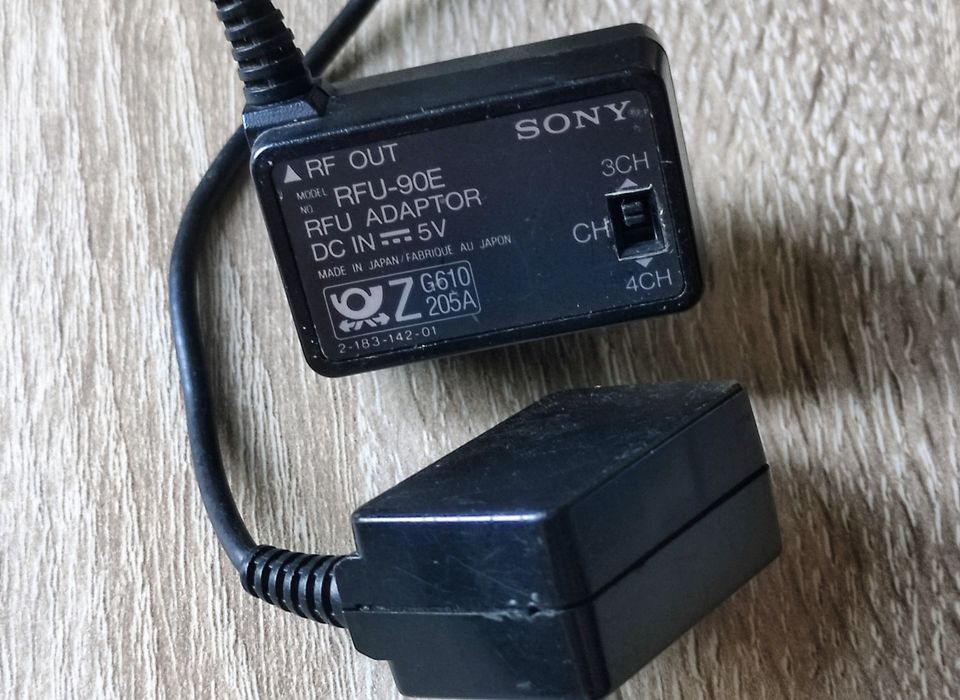 SONY
▲RF OUT
MODEL NO. RFU-90E
RFU ADAPTOR
DC IN ⎓ 5V
MADE IN JAPAN/FABRIQUE AU JAPON
Z G610
205A
2-183-142-01
3CH
CH
4CH